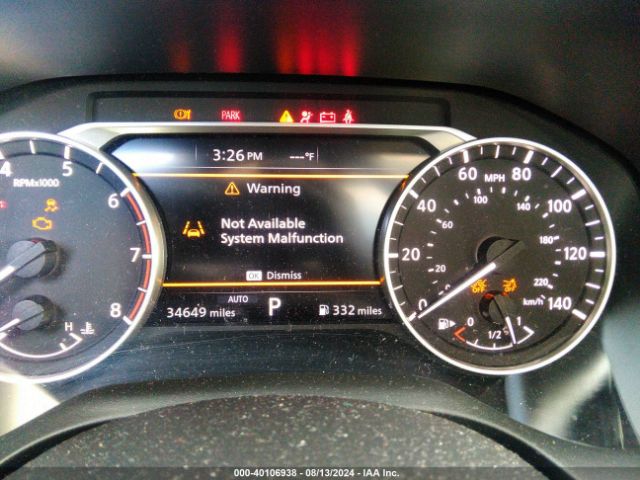 PARK
4 5 6 7 8
RPMx1000
H
3:26 PM ---°F
Warning
Not Available
System Malfunction
OK Dismiss
AUTO
34649 miles P 332 miles
0 20 40 60 80 100 120 140
MPH
0 20 60 100 140 180 220
km/h
0 1/2 1
000-40106938 - 08/13/2024 - IAA Inc.